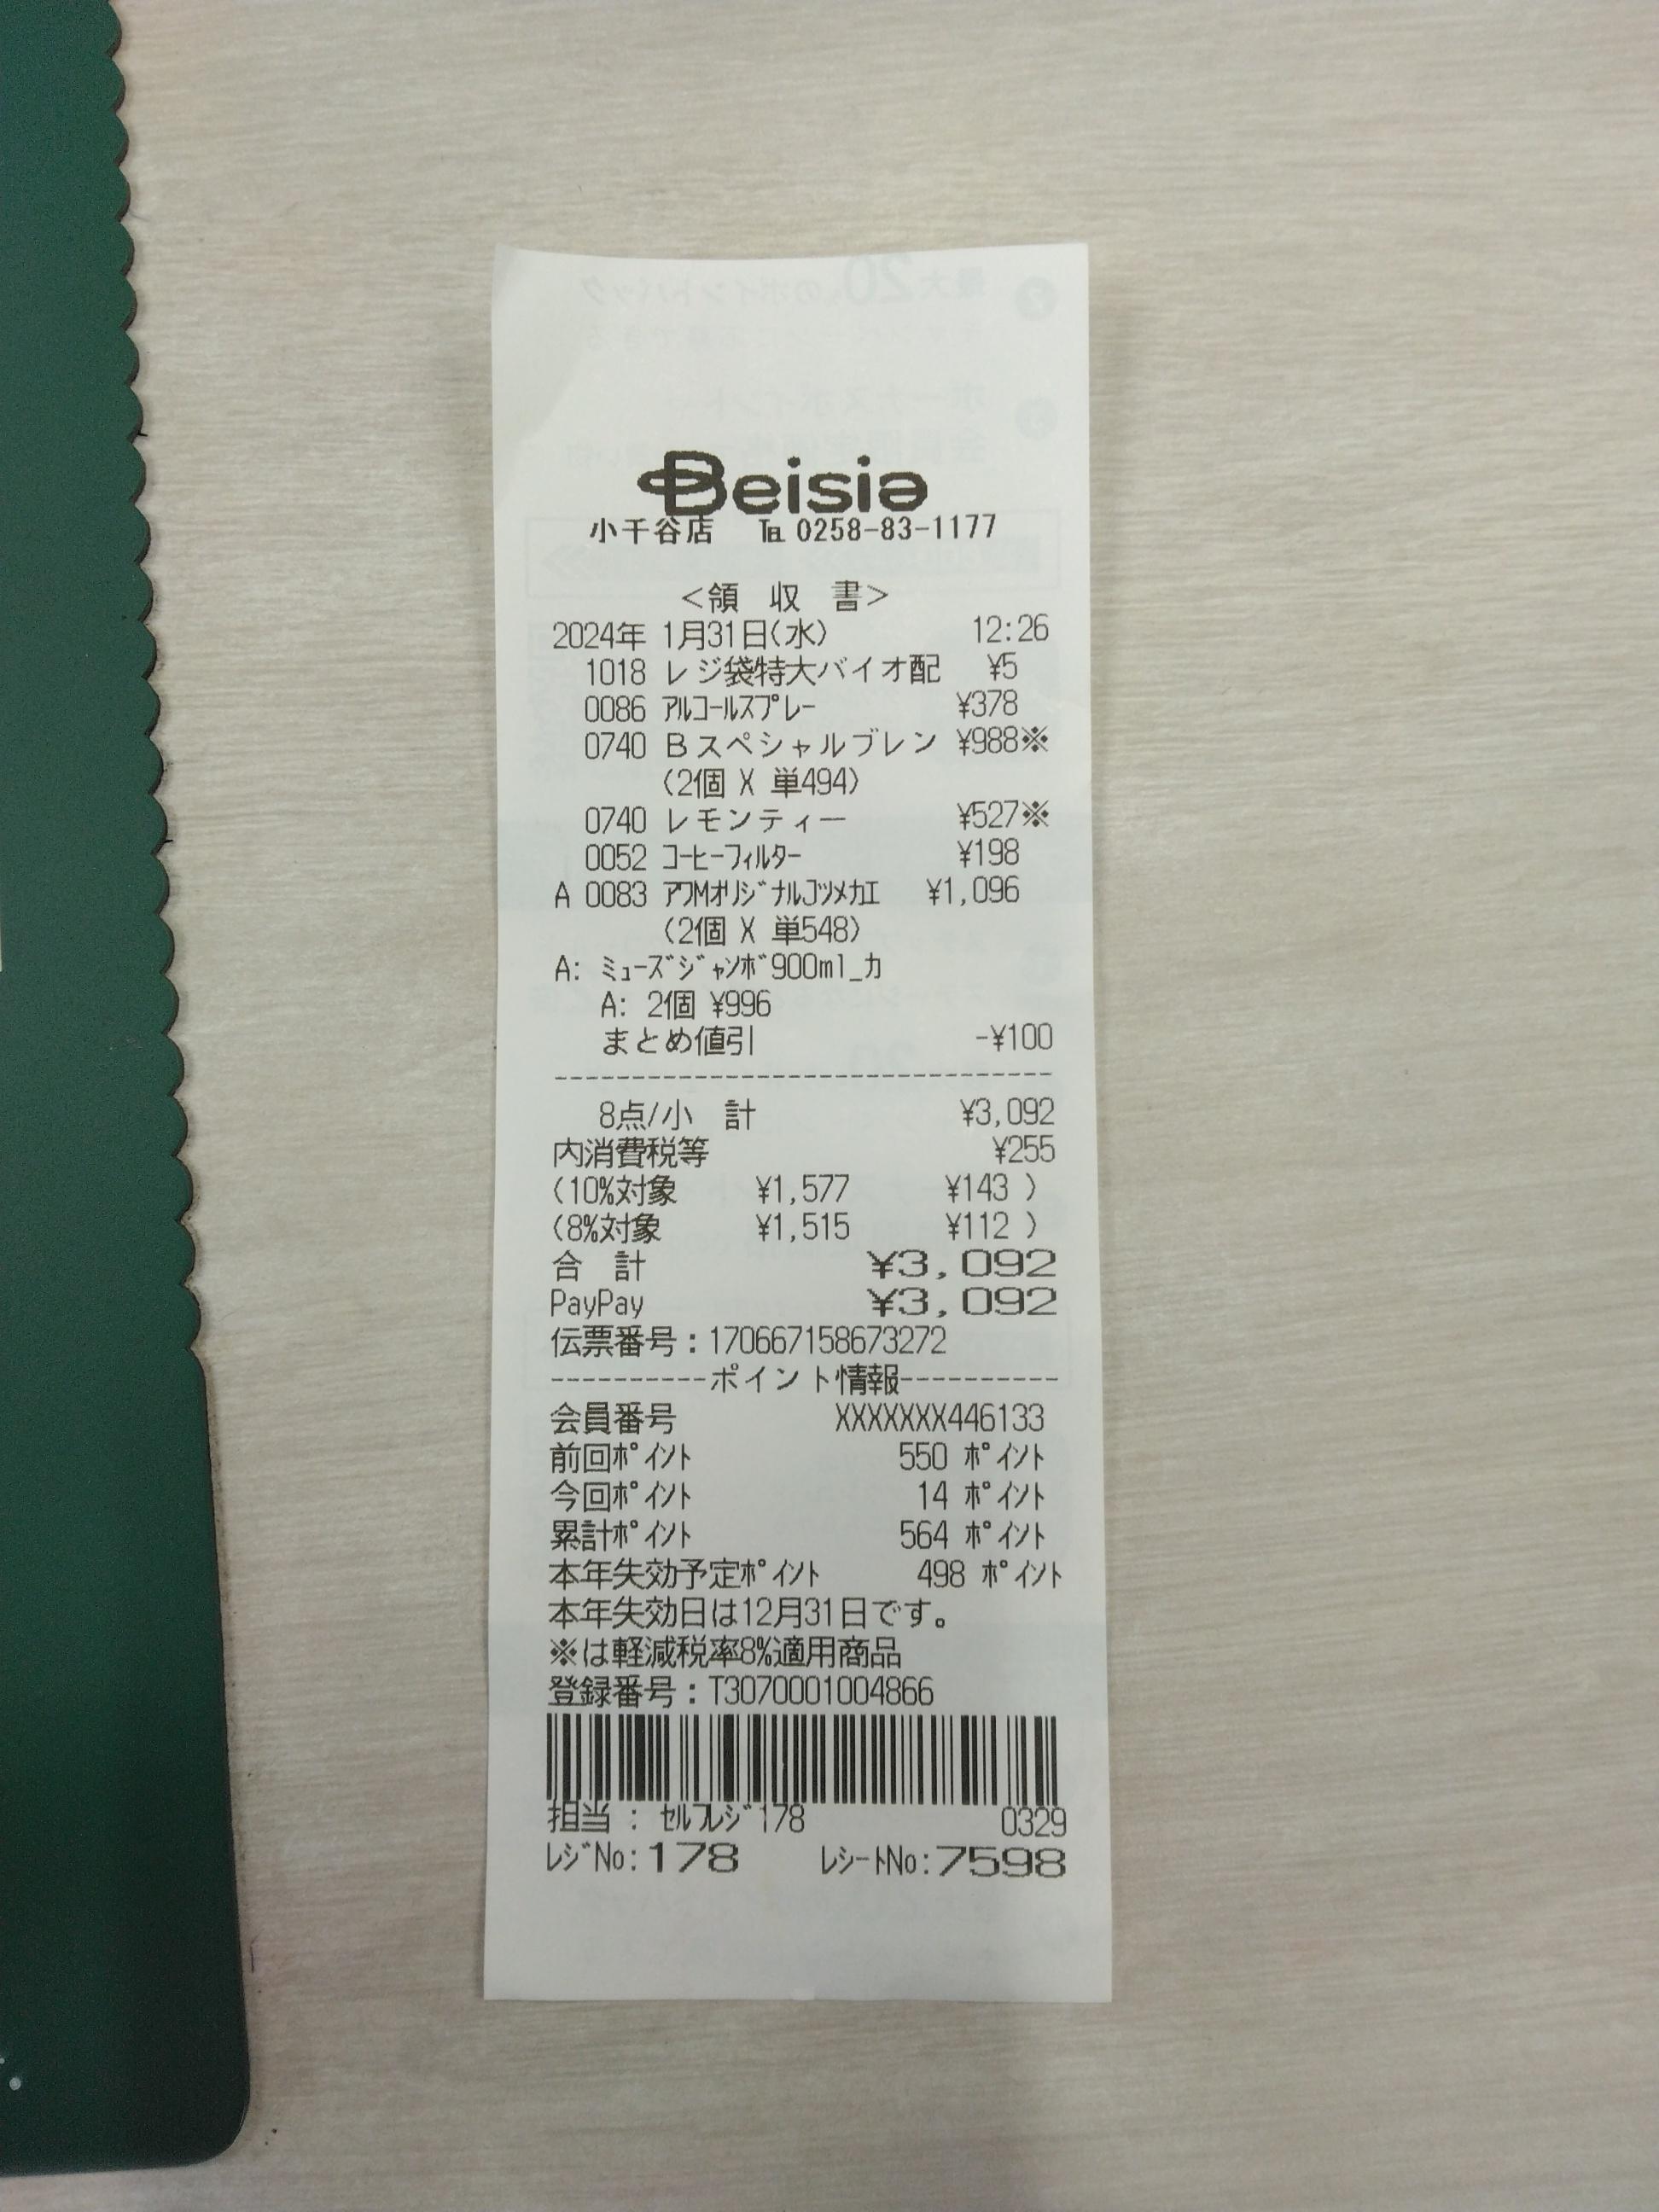 Beisia
小千谷店 ℡ 0258-83-1177
<領 収 書>
2024年 1月31日(水) 12:26
1018 レジ袋特大バイオ配 ¥5
0086 ｱﾙｺｰﾙｽﾌﾟﾚｰ ¥378
0740 Ｂスペシャルブレン ¥988※
(2個 X 単494)
0740 レモンティー ¥527※
0052 ｺｰﾋｰﾌｨﾙﾀｰ ¥198
A 0083 ｱﾜMｵﾘｼﾞﾅﾙｺﾂﾒｶｴ ¥1,096
(2個 X 単548)
A: ﾐｭｰｽﾞｼﾞｬﾝﾎﾞ900ml_ｶ
A: 2個 ¥996
まとめ値引 -¥100
--------------------------------
8点/小 計 ¥3,092
内消費税等 ¥255
(10%対象 ¥1,577 ¥143 )
(8%対象 ¥1,515 ¥112 )
合 計 ¥3,092
PayPay ¥3,092
伝票番号：170667158673272
----------ポイント情報----------
会員番号 XXXXXXX446133
前回ﾎﾟｲﾝﾄ 550 ﾎﾟｲﾝﾄ
今回ﾎﾟｲﾝﾄ 14 ﾎﾟｲﾝﾄ
累計ﾎﾟｲﾝﾄ 564 ﾎﾟｲﾝﾄ
本年失効予定ﾎﾟｲﾝﾄ 498 ﾎﾟｲﾝﾄ
本年失効日は12月31日です。
※は軽減税率8%適用商品
登録番号：T3070001004866
担当 : ｾﾙﾌﾚｼﾞ178 0329
ﾚｼﾞNo:178 ﾚｼｰﾄNo:7598